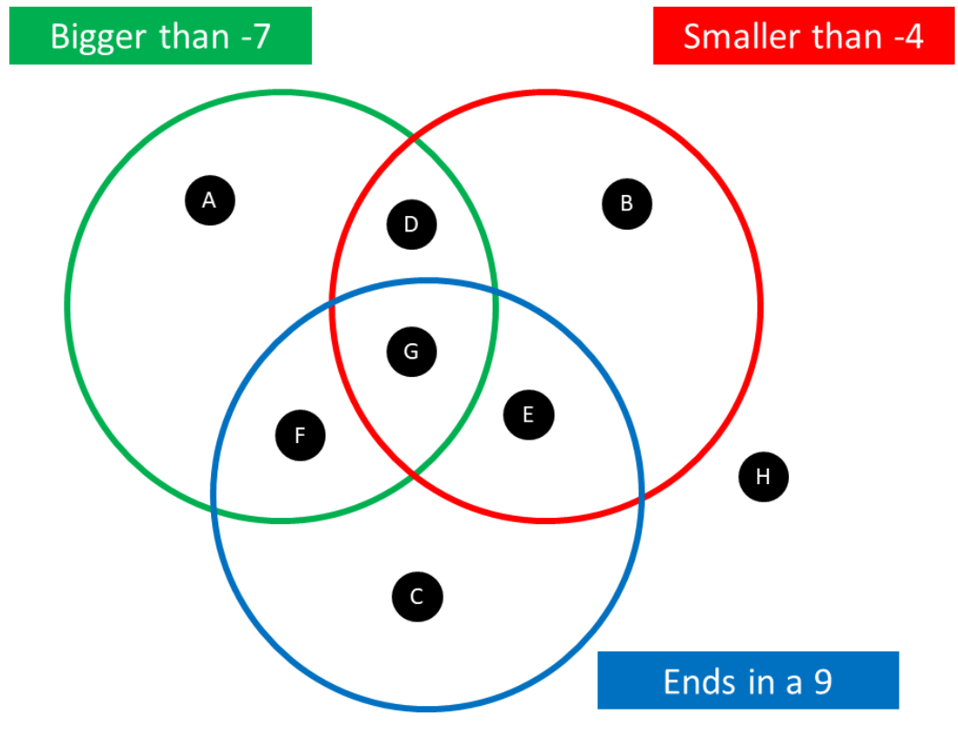 Bigger than -7
Smaller than -4
A
D
B
G
F
E
H
C
Ends in a 9